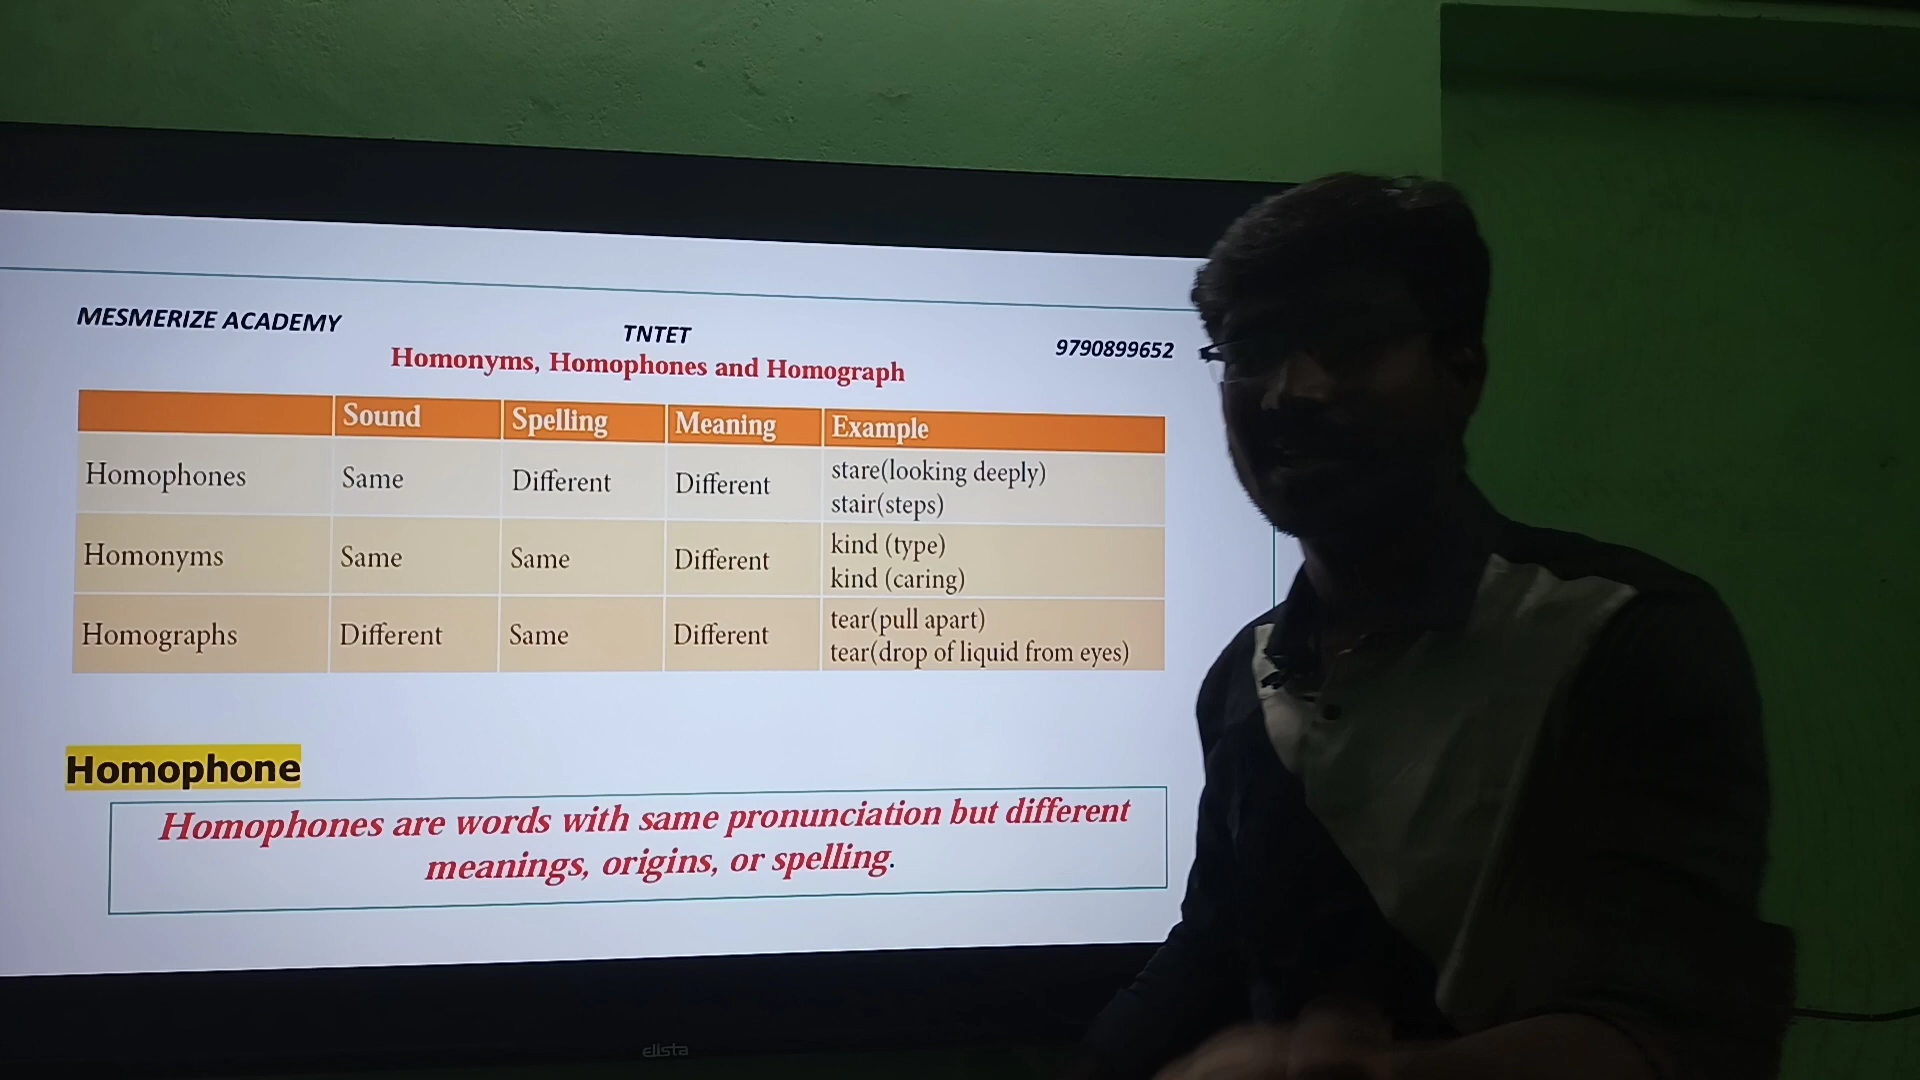 MESMERIZE ACADEMY
TNTET
9790899652
Homonyms, Homophones and Homograph
Sound Spelling Meaning Example
Homophones Same Different Different stare(looking deeply)
stair(steps)
Homonyms Same Same Different kind (type)
kind (caring)
Homographs Different Same Different tear(pull apart)
tear(drop of liquid from eyes)
Homophone
Homophones are words with same pronunciation but different
meanings, origins, or spelling.
elista